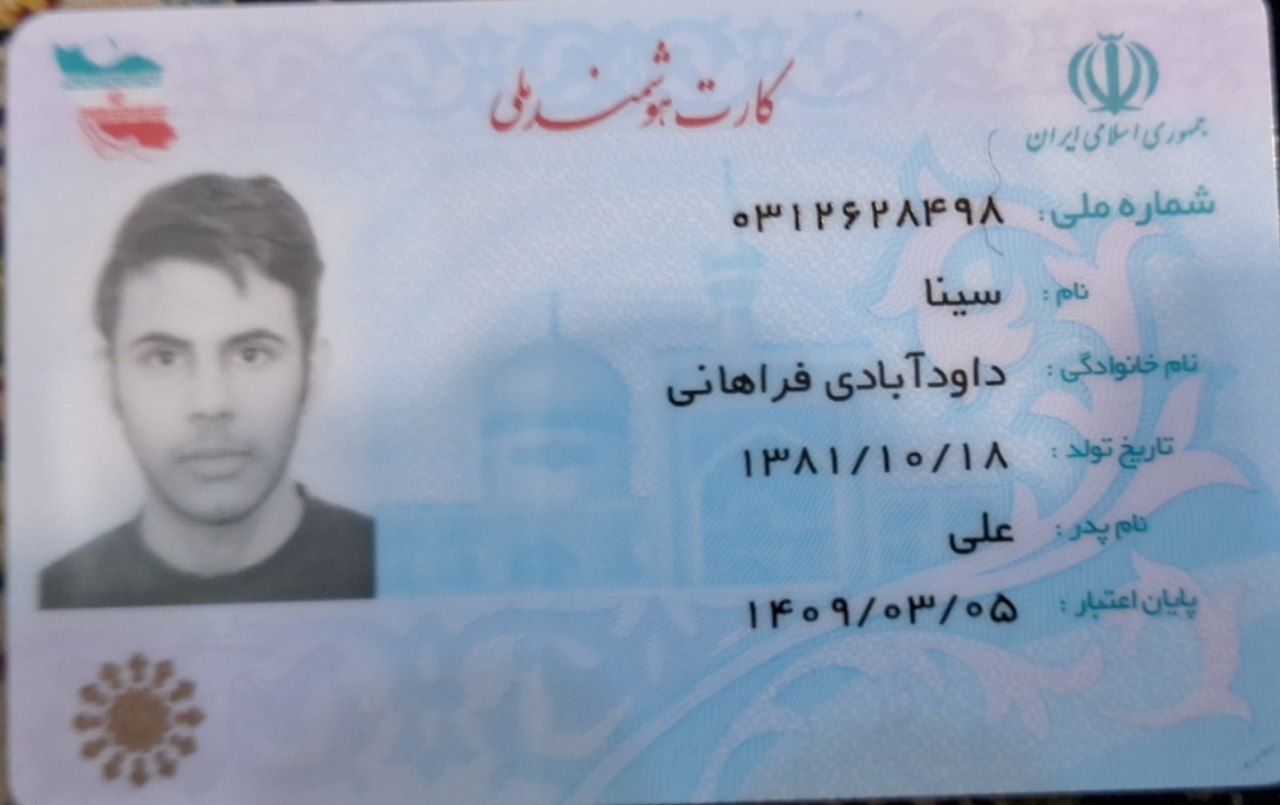 کارت هوشمند ملی
جمهوری اسلامی ایران
شماره ملی: ۰۳۱۲۶۲۸۴۹۸
نام: سینا
نام خانوادگی: داودآبادی فراهانی
تاریخ تولد: ۱۳۸۱/۱۰/۱۸
نام پدر: علی
پایان اعتبار: ۱۴۰۹/۰۳/۰۵